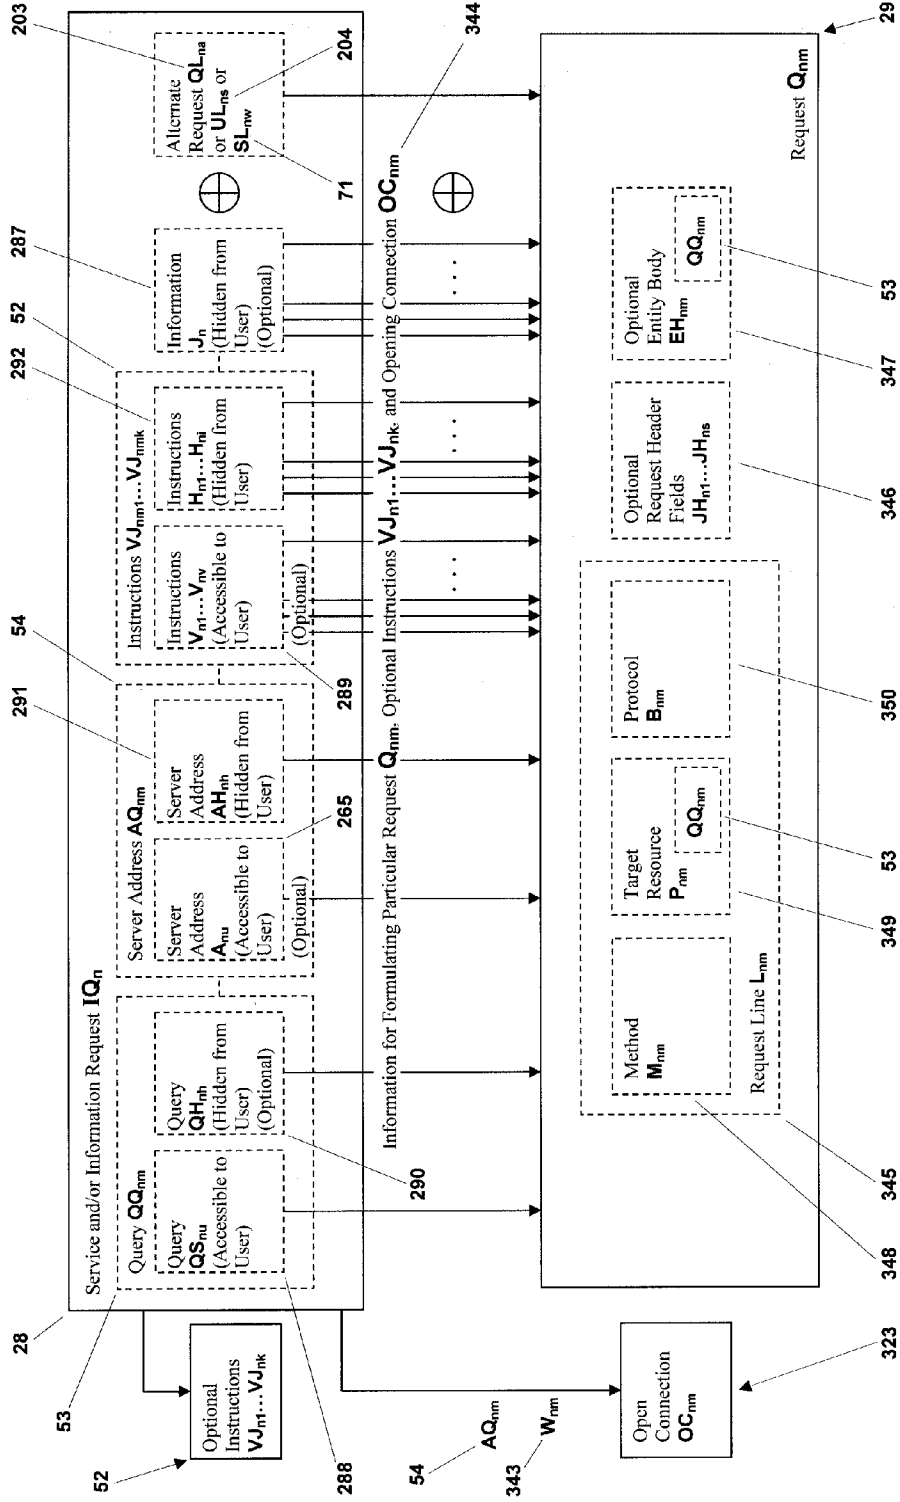 28
Service and/or Information Request IQn
53
Query QQnm
Query
QSnu
(Accessible to
User)
288
Query
QHnh
(Hidden from
User)
(Optional)
290
54
Server Address AQnm
Server
Address
Anu
(Accessible to
User)
(Optional)
265
291
Server
Address
AHnh
(Hidden from
User)
52
Instructions VJnm1… VJnmk
Instructions
Vn1…Vnv
(Accessible to
User)
(Optional)
289
292
Instructions
Hn1…Hni
(Hidden from
User)
287
Information
Jn
(Hidden from
User)
(Optional)
203
Alternate
Request QLna
or ULns or
SLnw
204
71
52
Optional
Instructions
VJn1… VJnk
Information for Formulating Particular Request Qnm, Optional Instructions VJn1… VJnk, and Opening Connection OCnm
344
. . . .
. . . .
. . . .
54
AQnm
343
Wnm
Open
Connection
OCnm
323
29
Request Qnm
Method
Mnm
Target
Resource
Pnm
QQnm
Protocol
Bnm
Request Line Lnm
Optional
Request Header
Fields
JHn1…JHns
Optional
Entity Body
EHnm
QQnm
348
345
349
53
350
346
347
53